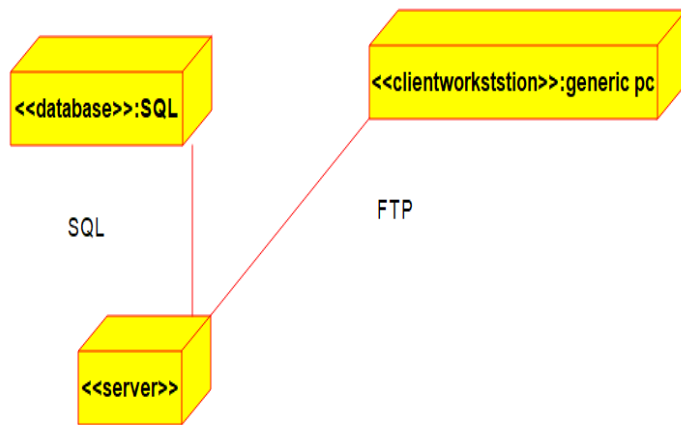 <<database>>:SQL
<<clientworkststion>>:generic pc
SQL
FTP
<<server>>